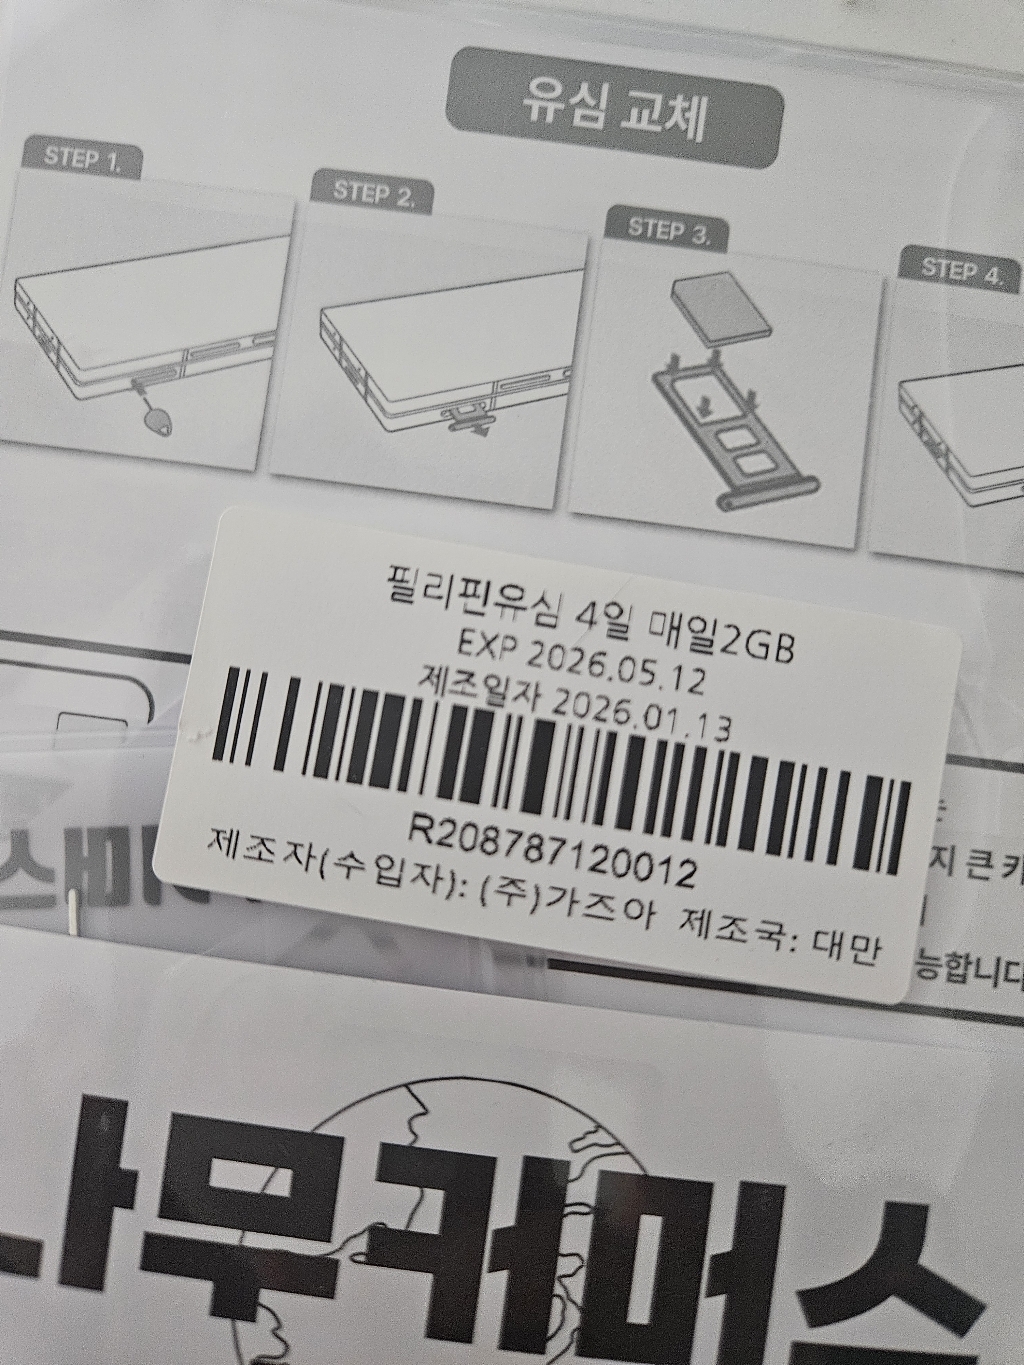 유심 교체
STEP 1.
STEP 2.
STEP 3.
STEP 4.
필리핀유심 4일 매일2GB
EXP 2026.05.12
제조일자 2026.01.13
R208787120012
제조자(수입자): (주)가즈아 제조국: 대만
지 큰 카
능합니다
나무커머스